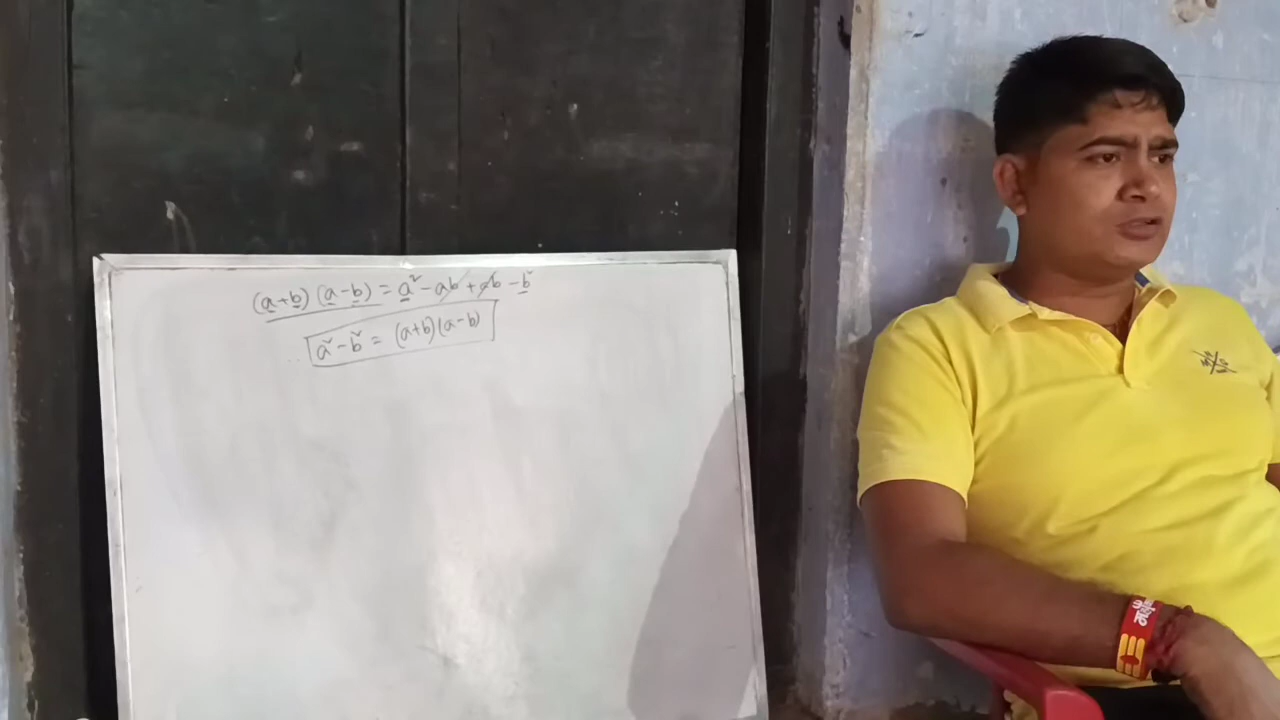 (a+b) (a-b) = a² - ab + ab - b²
a² - b² = (a+b)(a-b)